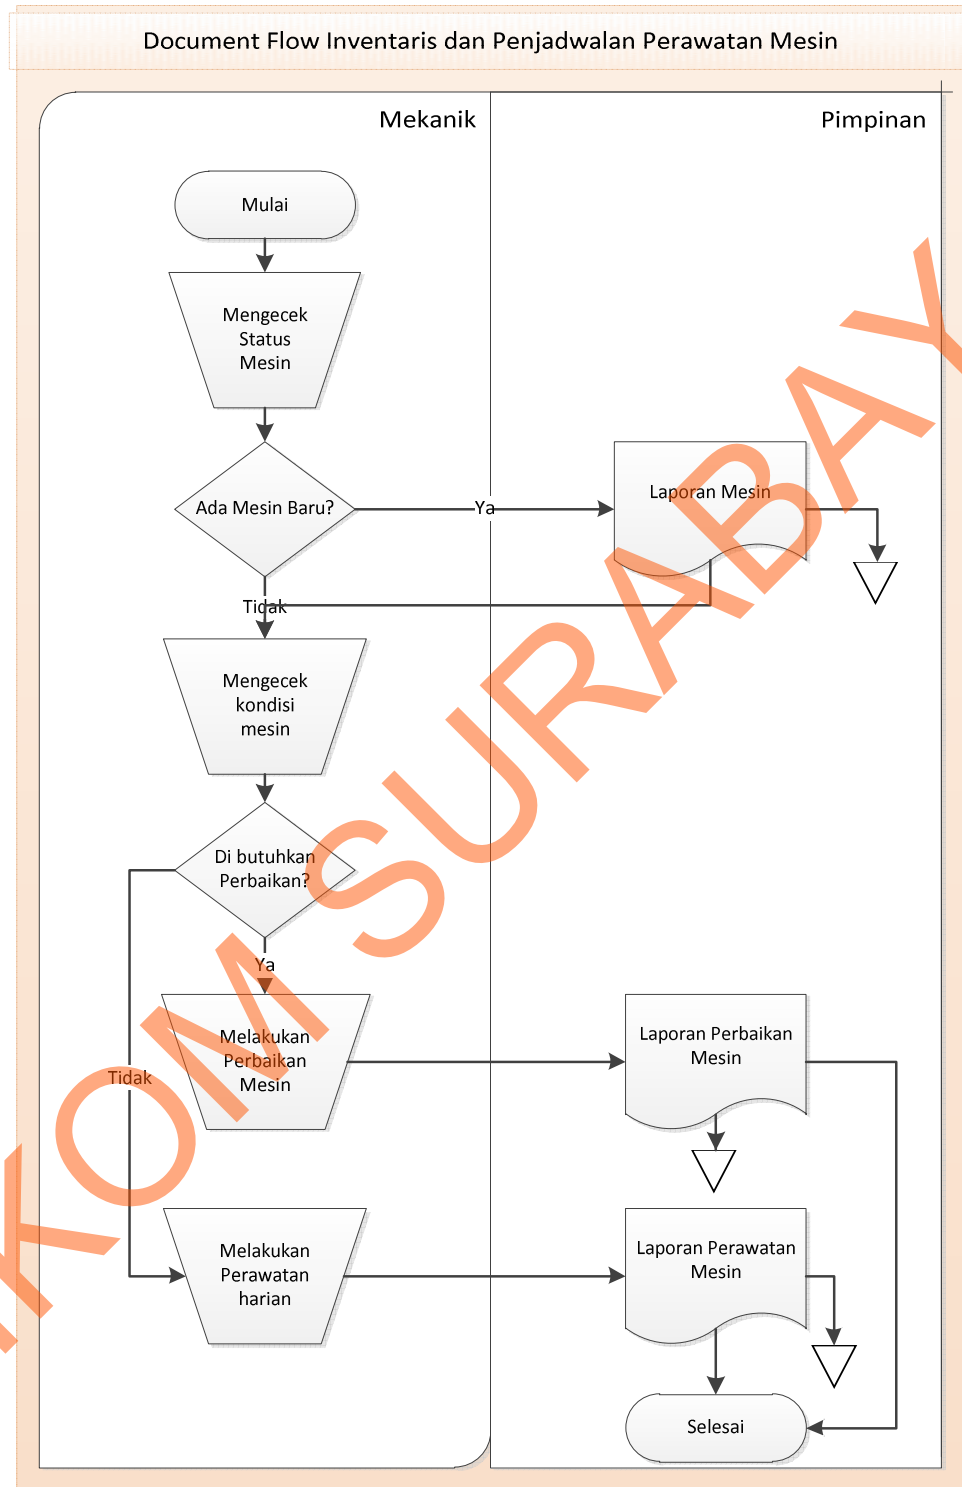 Document Flow Inventaris dan Penjadwalan Perawatan Mesin
Mekanik
Pimpinan
Mulai
Mengecek
Status
Mesin
Ada Mesin Baru?
Ya
Laporan Mesin
Tidak
Mengecek
kondisi
mesin
Di butuhkan
Perbaikan?
Ya
Tidak
Melakukan
Perbaikan
Mesin
Laporan Perbaikan
Mesin
Melakukan
Perawatan
harian
Laporan Perawatan
Mesin
Selesai
KOM SURABAY